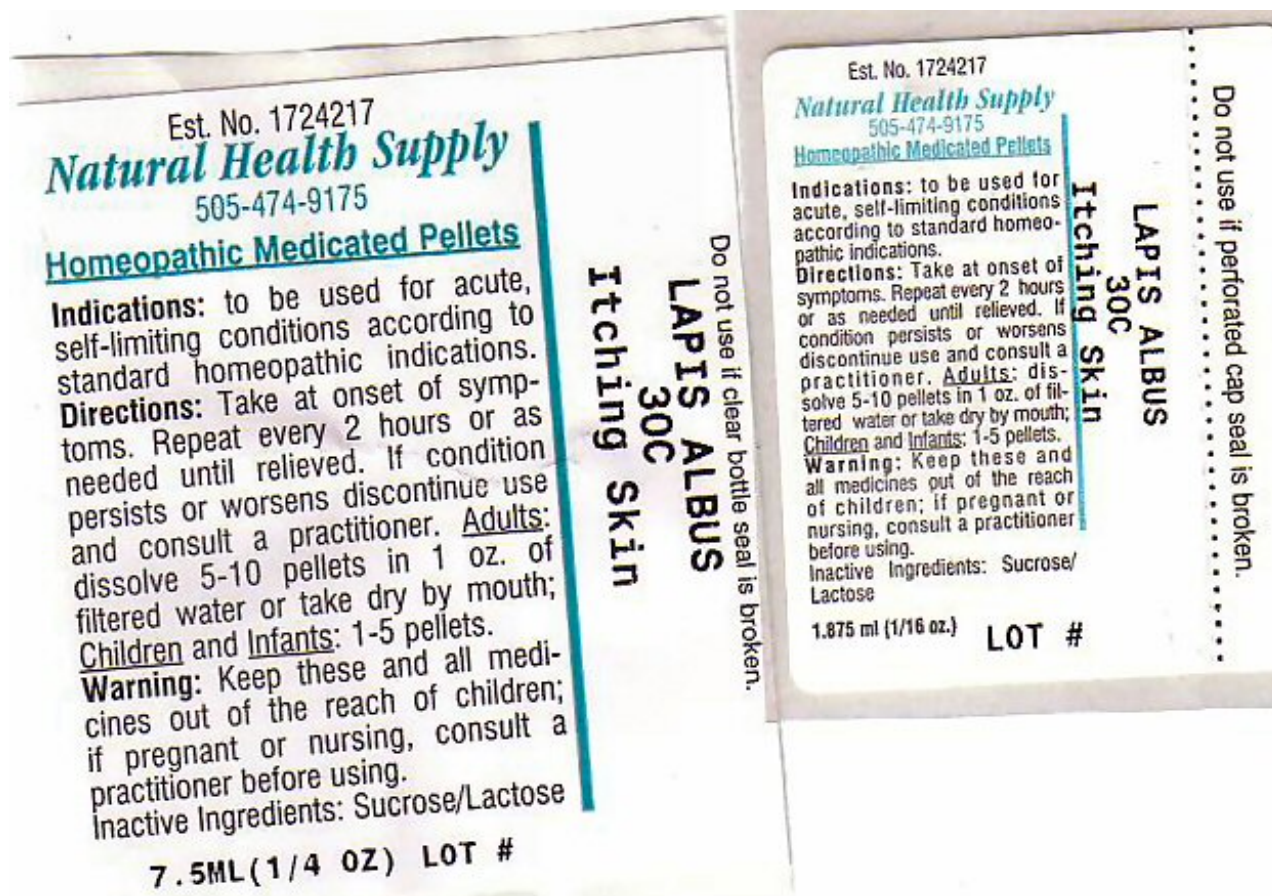 Est. No. 1724217
Natural Health Supply
505-474-9175
Homeopathic Medicated Pellets
Indications: to be used for acute,
self-limiting conditions according to
standard homeopathic indications.
Directions: Take at onset of symp-
toms. Repeat every 2 hours or as
needed until relieved. If condition
persists or worsens discontinue use
and consult a practitioner. Adults:
dissolve 5-10 pellets in 1 oz. of
filtered water or take dry by mouth;
Children and Infants: 1-5 pellets.
Warning: Keep these and all medi-
cines out of the reach of children;
if pregnant or nursing, consult a
practitioner before using.
Inactive Ingredients: Sucrose/Lactose
7.5ML(1/4 OZ) LOT #
Do not use if clear bottle seal is broken.
LAPIS ALBUS
30C
Itching Skin
Est. No. 1724217
Natural Health Supply
505-474-9175
Homeopathic Medicated Pellets
Indications: to be used for
acute, self-limiting conditions
according to standard homeo-
pathic indications.
Directions: Take at onset of
symptoms. Repeat every 2 hours
or as needed until relieved. If
condition persists or worsens
discontinue use and consult a
practitioner. Adults: dis-
solve 5-10 pellets in 1 oz. of fil-
tered water or take dry by mouth;
Children and Infants: 1-5 pellets.
Warning: Keep these and
all medicines out of the reach
of children; if pregnant or
nursing, consult a practitioner
before using.
Inactive Ingredients: Sucrose/
Lactose
1.875 ml (1/16 oz.) LOT #
LAPIS ALBUS
30C
Itching Skin
Do not use if perforated cap seal is broken.